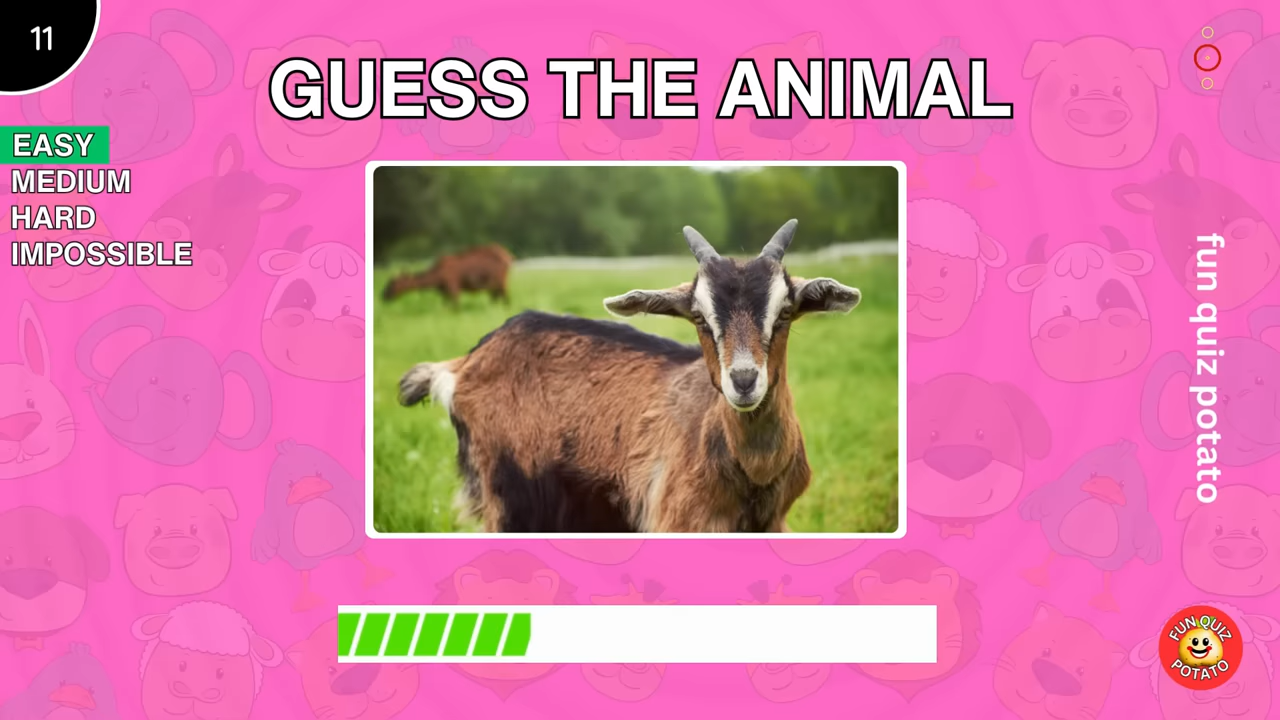 11
GUESS THE ANIMAL
EASY
MEDIUM
HARD
IMPOSSIBLE
fun quiz potato
FUN QUIZ
POTATO